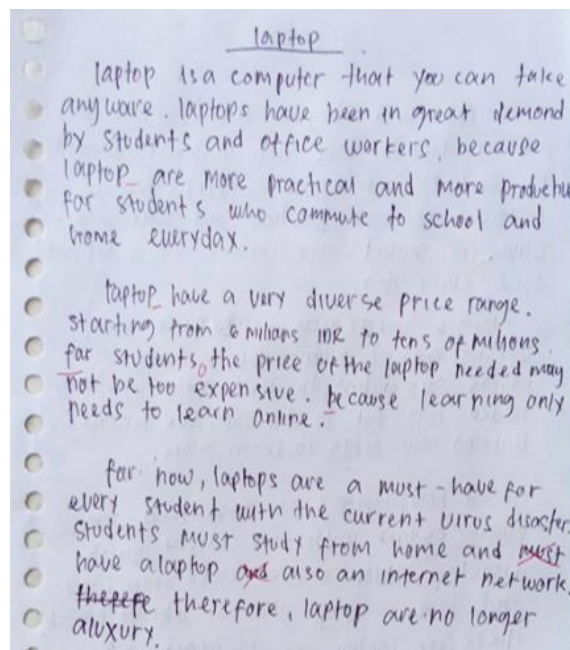 laptop
laptop is a computer that you can take
anyware. laptops have been in great demond
by students and office workers, because
laptop are more practical and more productiv
for students who commute to school and
home everyday.
laptop have a very diverse price range.
starting from 6 milians IDR to tens of milions.
far students, the price of the laptop needed may
not be too expensive. because learning only
needs to learn online.
far now, laptops are a must-have for
every student with the current virus disaster.
students must study from home and must
have alaptop and also an internet network.
therefore, laptop are no longer
aluxury.